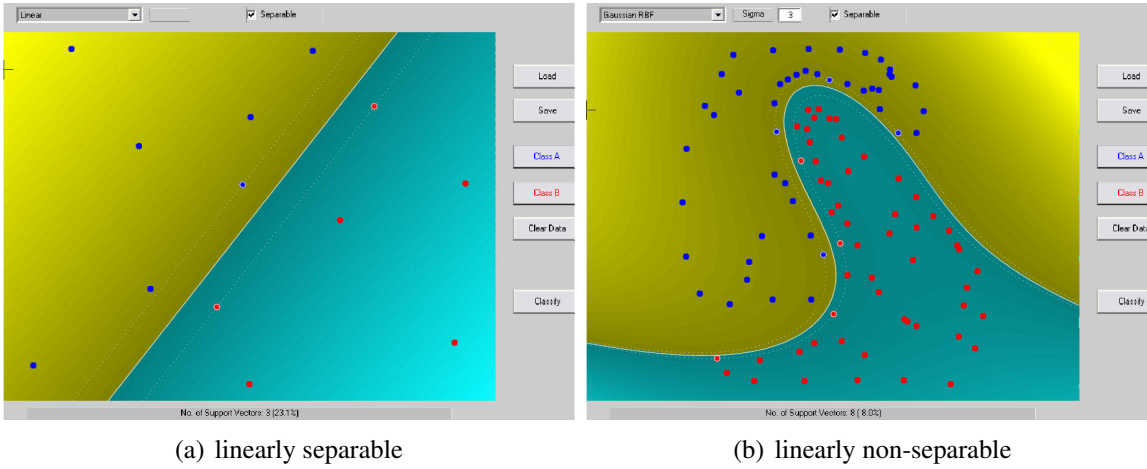 Linear
Separable
Load
Save
Class A
Class B
Clear Data
Classify
No. of Support Vectors: 3 (23.1%)
(a) linearly separable
Gaussian RBF
Sigma
3
Separable
Load
Save
Class A
Class B
Clear Data
Classify
No. of Support Vectors: 8 ( 8.0%)
(b) linearly non-separable